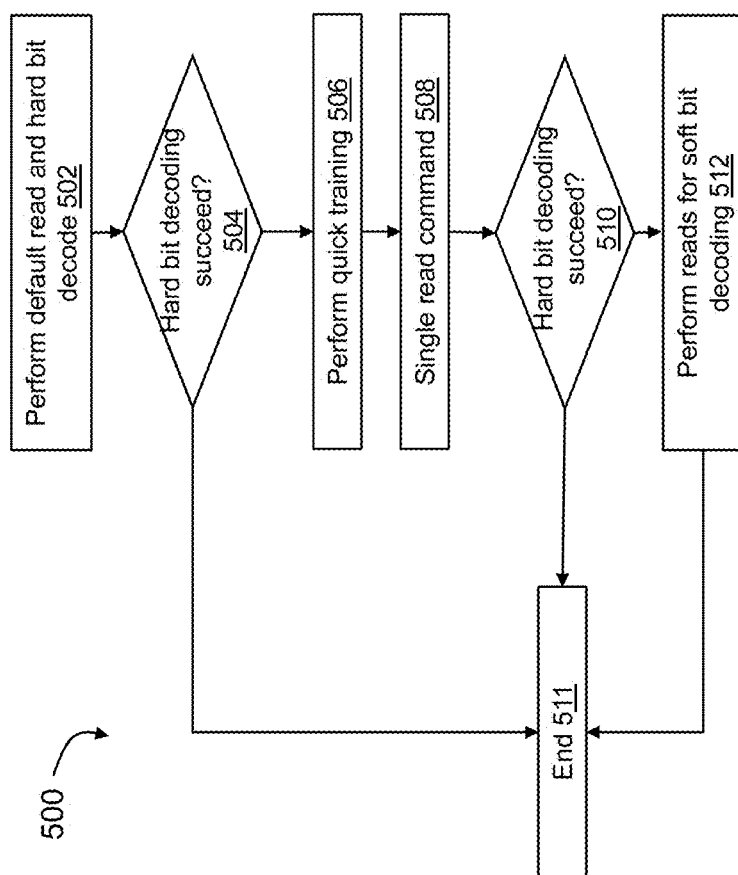 500
Perform default read and hard bit
decode 502
Hard bit decoding
succeed?
504
Perform quick training 506
Single read command 508
Hard bit decoding
succeed?
510
End 511
Perform reads for soft bit
decoding 512